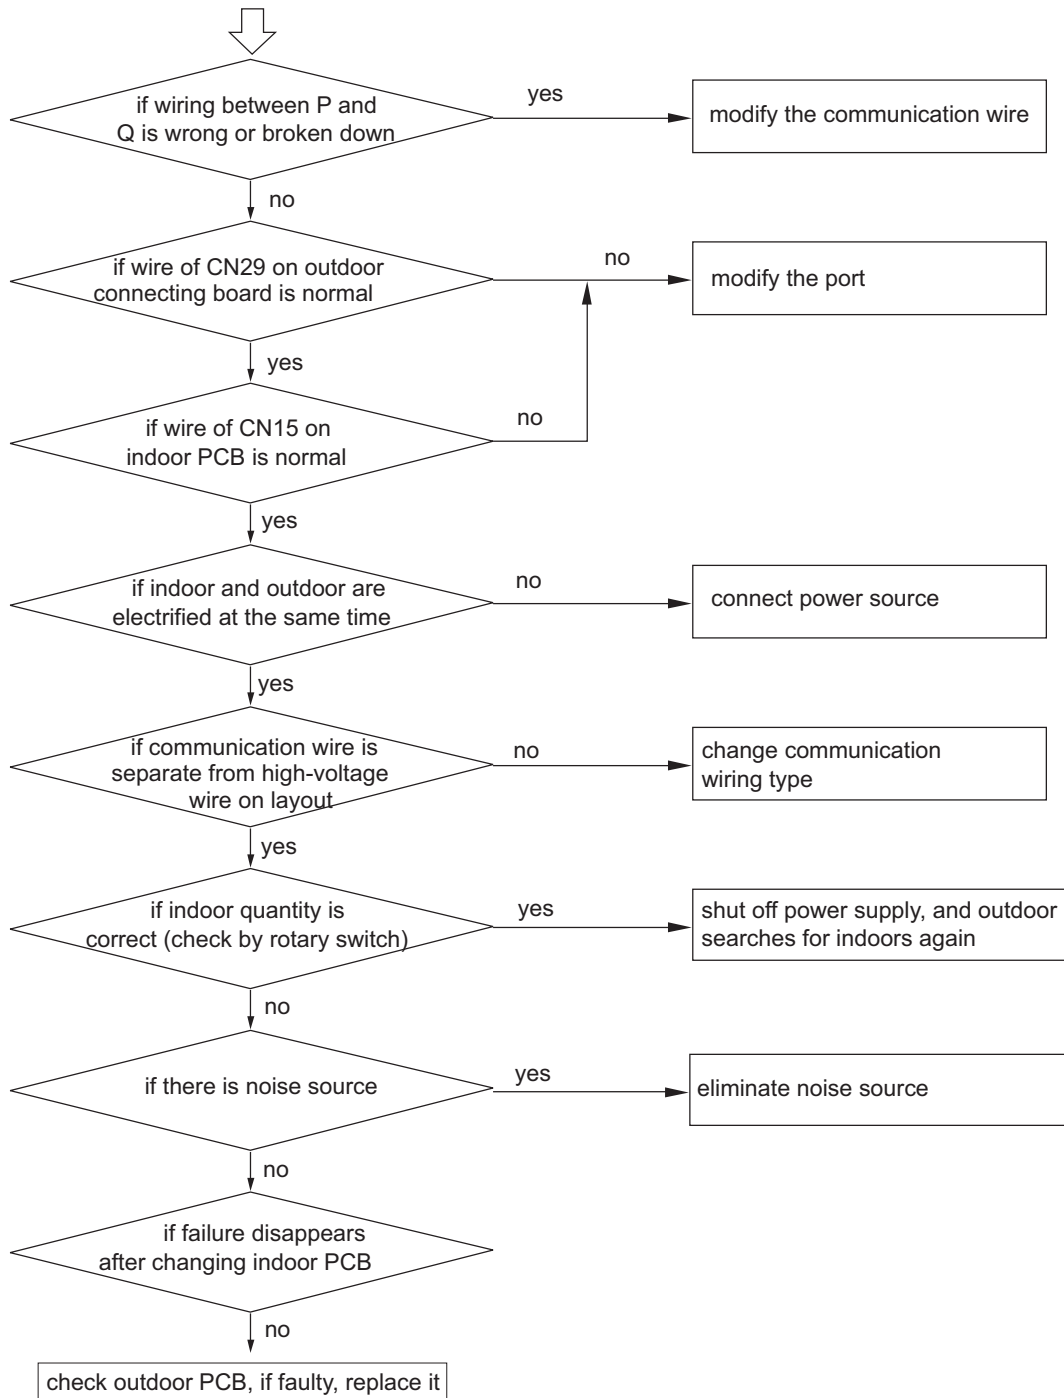 if wiring between P and
Q is wrong or broken down
yes
modify the communication wire
no
if wire of CN29 on outdoor
connecting board is normal
no
modify the port
yes
if wire of CN15 on
indoor PCB is normal
no
yes
if indoor and outdoor are
electrified at the same time
no
connect power source
yes
if communication wire is
separate from high-voltage
wire on layout
no
change communication
wiring type
yes
if indoor quantity is
correct (check by rotary switch)
yes
shut off power supply, and outdoor
searches for indoors again
no
if there is noise source
yes
eliminate noise source
no
if failure disappears
after changing indoor PCB
no
check outdoor PCB, if faulty, replace it